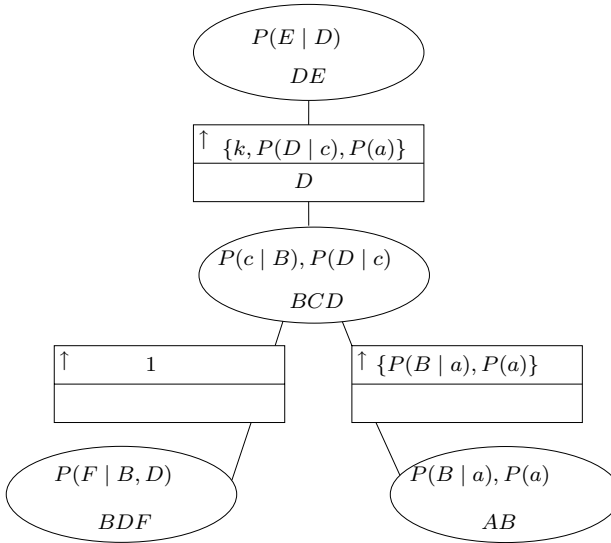 P(E | D)
DE
↑ {k, P(D | c), P(a)}
D
P(c | B), P(D | c)
BCD
↑ 1
↑ {P(B | a), P(a)}
P(F | B, D)
BDF
P(B | a), P(a)
AB